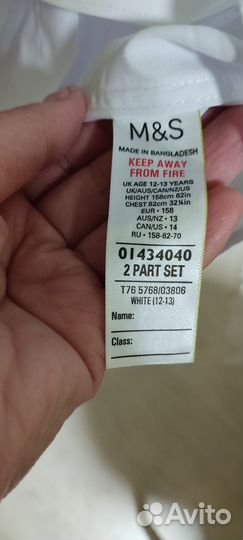 M&S
MADE IN BANGLADESH
KEEP AWAY
FROM FIRE
UK AGE 12-13 YEARS
UK/AUS/CAN/NZ/US
HEIGHT 158cm 62in
CHEST 82cm 32¼in
EUR • 158
AUS/NZ • 13
CAN/US • 14
RU • 158-82-70
01434040
2 PART SET
T76 5768/03806
WHITE (12-13)
Name:
Class:
Avito